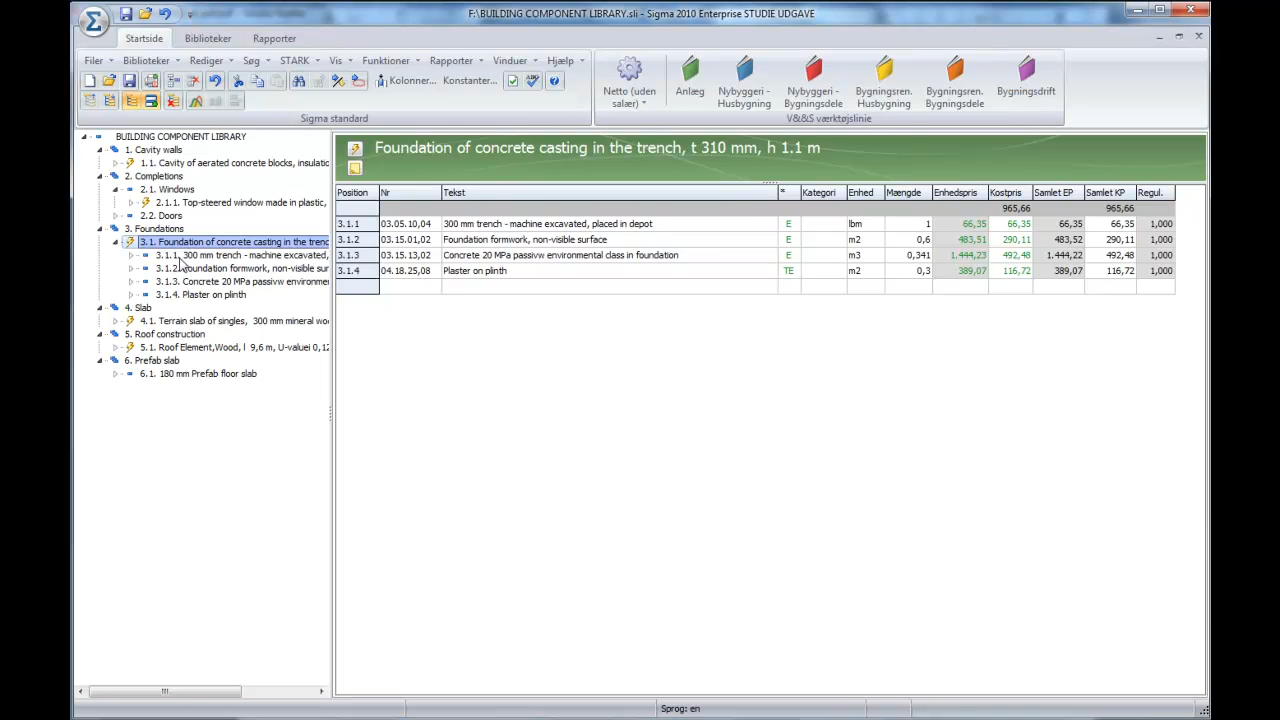 F:\BUILDING COMPONENT LIBRARY.sli - Sigma 2010 Enterprise STUDIE UDGAVE
Startside Biblioteker Rapporter
Filer Biblioteker Rediger Søg STARK Vis Funktioner Rapporter Vinduer Hjælp
Kolonner... Konstanter...
Sigma standard
Netto (uden salær)
Anlæg
Nybyggeri - Husbygning
Nybyggeri - Bygningsdele
Bygningsren. Husbygning
Bygningsren. Bygningsdele
Bygningsdrift
V&&S værktøjslinie
BUILDING COMPONENT LIBRARY
1. Cavity walls
1.1. Cavity of aerated concrete blocks, insulatio
2. Completions
2.1. Windows
2.1.1. Top-steered window made in plastic,
2.2. Doors
3. Foundations
3.1. Foundation of concrete casting in the trenc
3.1.1. 300 mm trench - machine excavated,
3.1.2. Foundation formwork, non-visible sur
3.1.3. Concrete 20 MPa passivw environme
3.1.4. Plaster on plinth
4. Slab
4.1. Terrain slab of singles, 300 mm mineral wo
5. Roof construction
5.1. Roof Element,Wood, l 9,6 m, U-valuei 0,12
6. Prefab slab
6.1. 180 mm Prefab floor slab
Foundation of concrete casting in the trench, t 310 mm, h 1.1 m
Position Nr Tekst * Kategori Enhed Mængde Enhedspris Kostpris Samlet EP Samlet KP Regul.
965,66 965,66
3.1.1 03.05.10,04 300 mm trench - machine excavated, placed in depot E lbm 1 66,35 66,35 66,35 66,35 1,000
3.1.2 03.15.01,02 Foundation formwork, non-visible surface E m2 0,6 483,51 290,11 483,52 290,11 1,000
3.1.3 03.15.13,02 Concrete 20 MPa passivw environmental class in foundation E m3 0,341 1.444,23 492,48 1.444,22 492,48 1,000
3.1.4 04.18.25,08 Plaster on plinth TE m2 0,3 389,07 116,72 389,07 116,72 1,000
Sprog: en